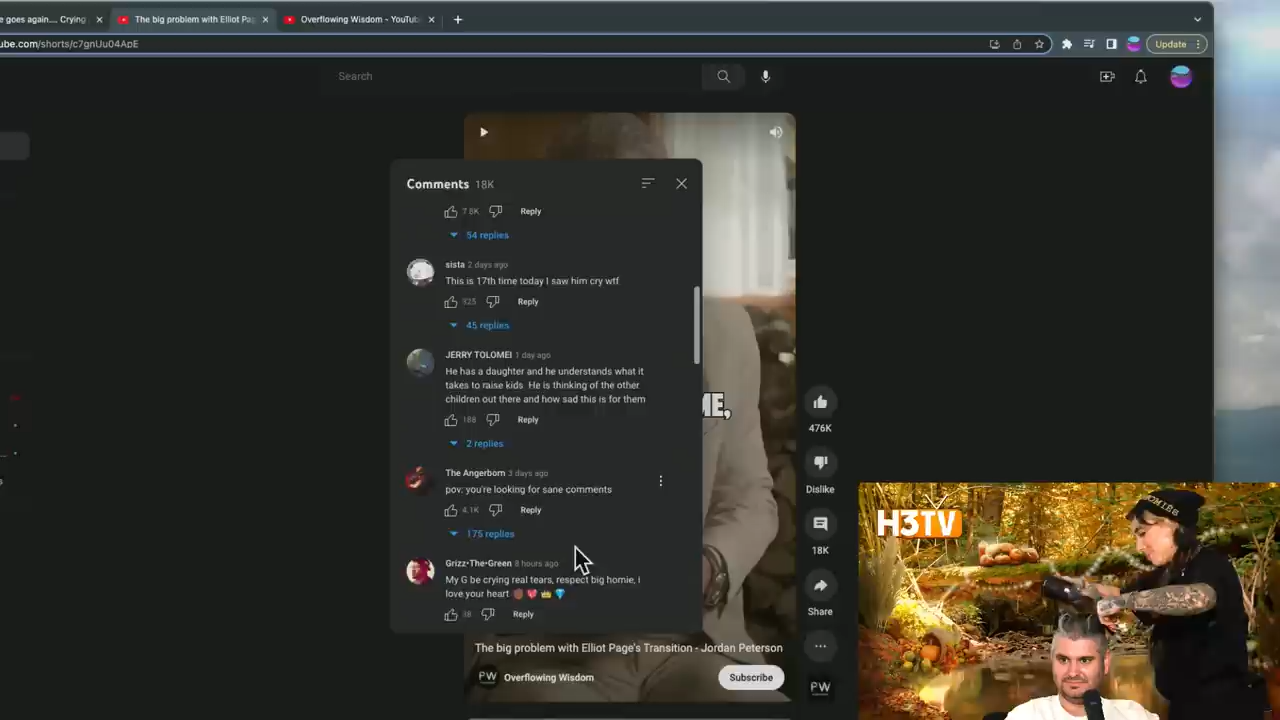 e goes again.... Crying
The big problem with Elliot Pag
Overflowing Wisdom - YouTub
ube.com/shorts/c7gnUu04ApE
Update
Search
Comments 18K
7.8K Reply
54 replies
sista 2 days ago
This is 17th time today I saw him cry wtf
325 Reply
45 replies
JERRY TOLOMEI 1 day ago
He has a daughter and he understands what it
takes to raise kids He is thinking of the other
children out there and how sad this is for them
188 Reply
2 replies
The Angerborn 3 days ago
pov: you're looking for sane comments
4.1K Reply
175 replies
Grizz•The•Green 8 hours ago
My G be crying real tears, respect big homie, i
love your heart
38 Reply
ME,
476K
Dislike
18K
Share
The big problem with Elliot Page's Transition - Jordan Peterson
PW Overflowing Wisdom
Subscribe
PW
H3TV
HOMIES